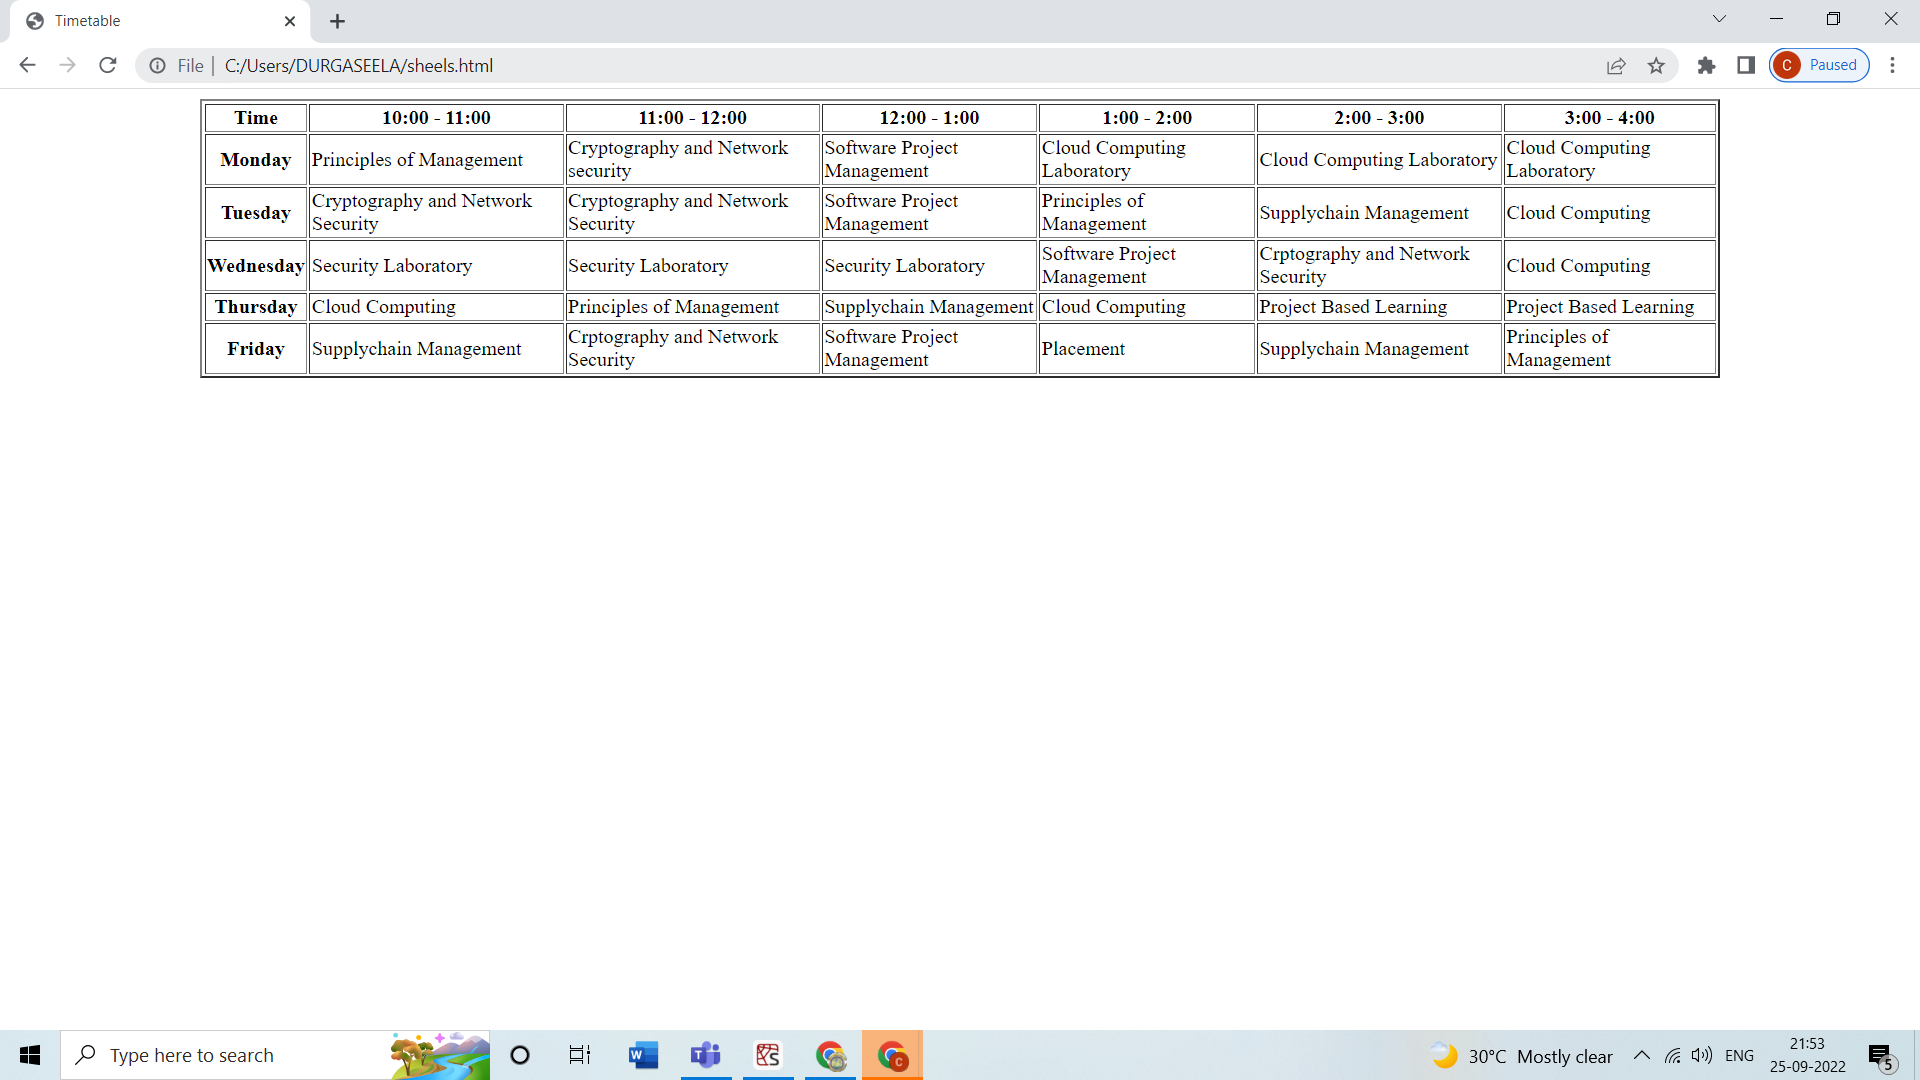 Timetable
File
C:/Users/DURGASEELA/sheels.html
C
Paused
Time 10:00 - 11:00 11:00 - 12:00 12:00 - 1:00 1:00 - 2:00 2:00 - 3:00 3:00 - 4:00
Monday
Principles of Management
Cryptography and Network
security
Software Project
Management
Cloud Computing
Laboratory
Cloud Computing Laboratory
Cloud Computing
Laboratory
Tuesday
Cryptography and Network
Security
Cryptography and Network
Security
Software Project
Management
Principles of
Management
Supplychain Management
Cloud Computing
Wednesday
Security Laboratory
Security Laboratory
Security Laboratory
Software Project
Management
Crptography and Network
Security
Cloud Computing
Thursday
Cloud Computing
Principles of Management
Supplychain Management
Cloud Computing
Project Based Learning
Project Based Learning
Friday
Supplychain Management
Crptography and Network
Security
Software Project
Management
Placement
Supplychain Management
Principles of
Management
Type here to search
W
T
S
C
30°C Mostly clear
ENG
21:53
25-09-2022
5